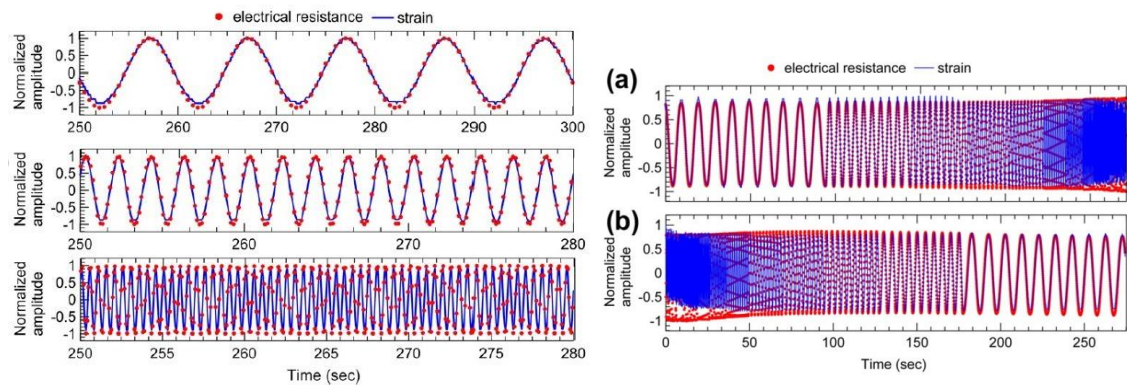 electrical resistance strain
Normalized
amplitude
1
0.5
0
-0.5
-1
250 260 270 280 290 300
Normalized
amplitude
1
0.5
0
-0.5
-1
250 260 270 280
Normalized
amplitude
1
0.5
0
-0.5
-1
250 255 260 265 270 275 280
Time (sec)
(a)
electrical resistance strain
Normalized
amplitude
1
0.5
0
-0.5
-1
(b)
Normalized
amplitude
1
0.5
0
-0.5
-1
0 50 100 150 200 250
Time (sec)